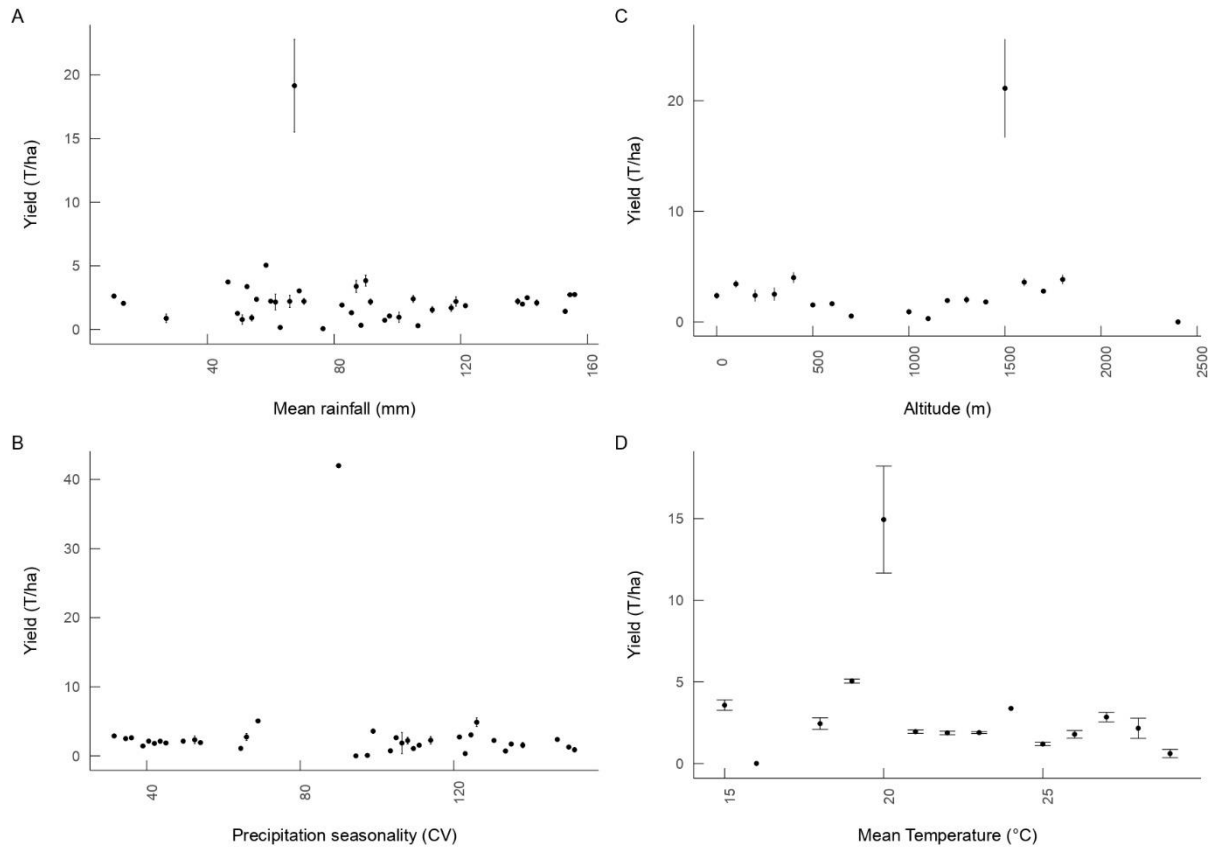 A
Yield (T/ha)
20
15
10
5
0
40
80
120
160
Mean rainfall (mm)
C
Yield (T/ha)
20
10
0
0
500
1000
1500
2000
2500
Altitude (m)
B
Yield (T/ha)
40
30
20
10
0
40
80
120
Precipitation seasonality (CV)
D
Yield (T/ha)
15
10
5
0
15
20
25
Mean Temperature (°C)